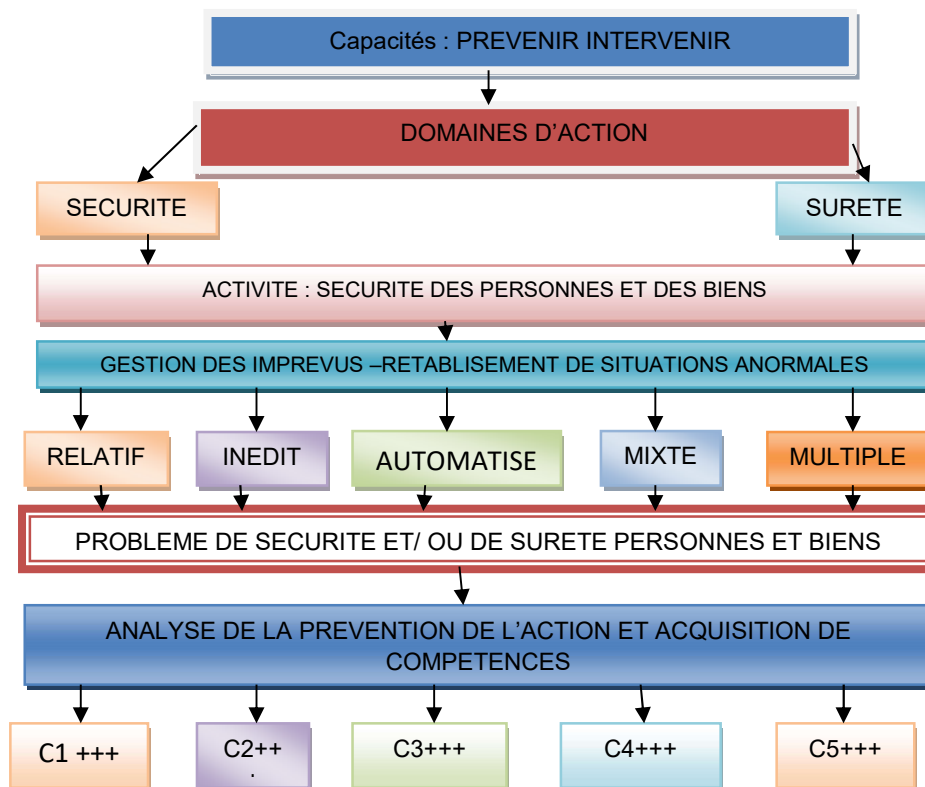 Capacités : PREVENIR INTERVENIR
DOMAINES D’ACTION
SECURITE
SURETE
ACTIVITE : SECURITE DES PERSONNES ET DES BIENS
GESTION DES IMPREVUS –RETABLISEMENT DE SITUATIONS ANORMALES
RELATIF
INEDIT
AUTOMATISE
MIXTE
MULTIPLE
PROBLEME DE SECURITE ET/ OU DE SURETE PERSONNES ET BIENS
ANALYSE DE LA PREVENTION DE L’ACTION ET ACQUISITION DE
COMPETENCES
C1 +++
C2++
.
C3+++
C4+++
C5+++